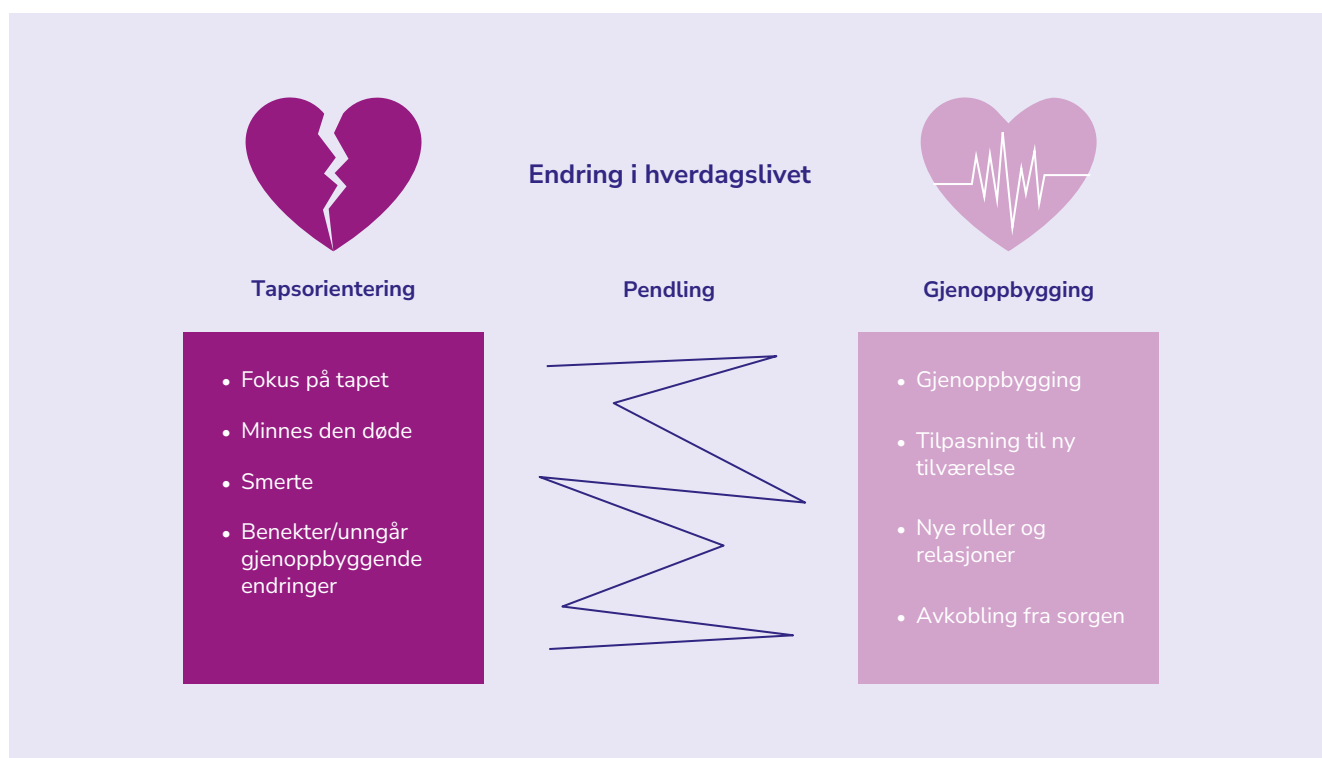 Endring i hverdagslivet
Tapsorientering
Pendling
Gjenoppbygging
• Fokus på tapet
• Minnes den døde
• Smerte
• Benekter/unngår
gjenoppbyggende
endringer
• Gjenoppbygging
• Tilpasning til ny
tilværelse
• Nye roller og
relasjoner
• Avkobling fra sorgen